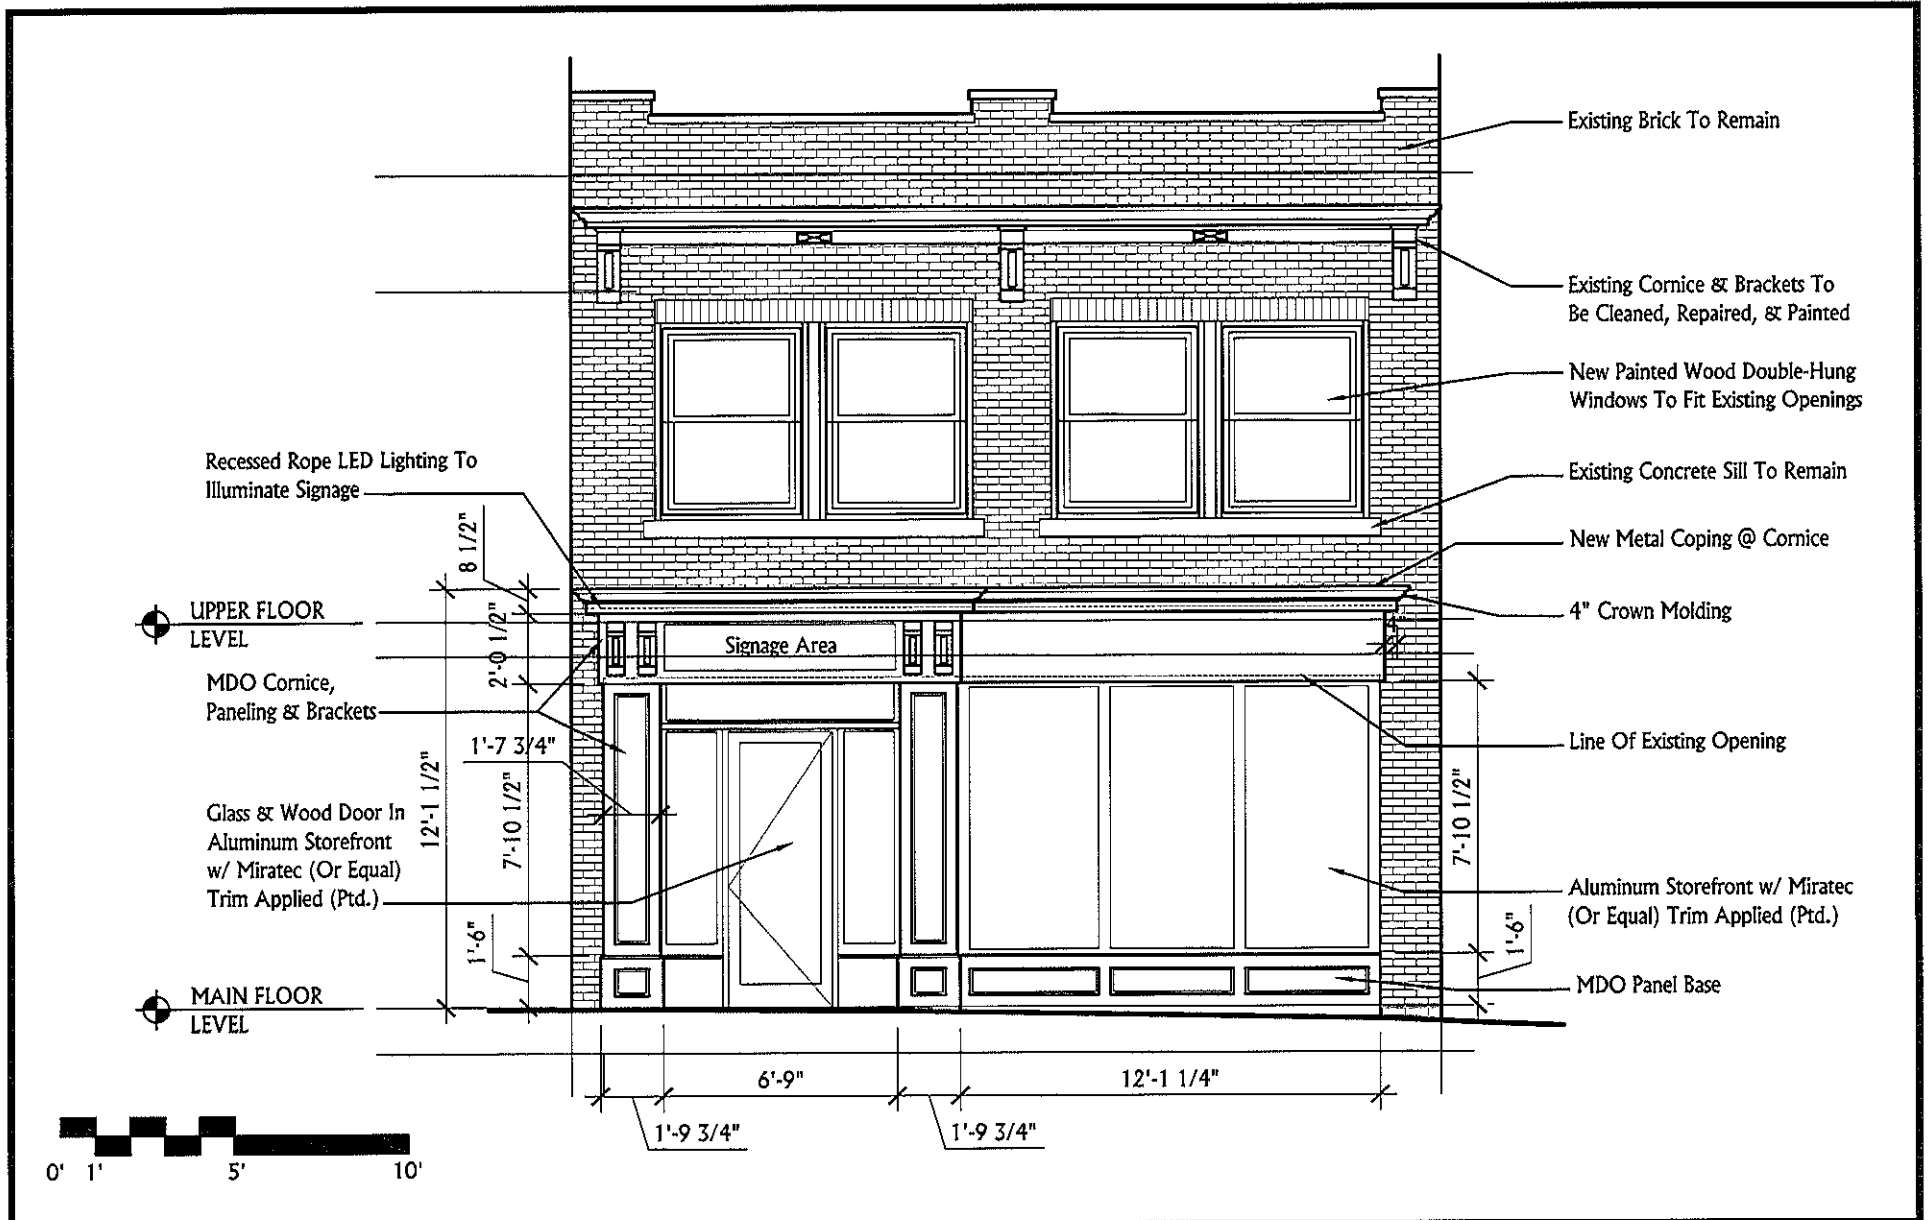 Existing Brick To Remain
Existing Cornice & Brackets To
Be Cleaned, Repaired, & Painted
New Painted Wood Double-Hung
Windows To Fit Existing Openings
Recessed Rope LED Lighting To
Illuminate Signage
Existing Concrete Sill To Remain
8 1/2"
New Metal Coping @ Cornice
UPPER FLOOR
LEVEL
4" Crown Molding
2'-0 1/2"
Signage Area
4"
MDO Cornice,
Paneling & Brackets
1'-7 3/4"
Line Of Existing Opening
12'-1 1/2"
7'-10 1/2"
7'-10 1/2"
Glass & Wood Door In
Aluminum Storefront
w/ Miratec (Or Equal)
Trim Applied (Ptd.)
Aluminum Storefront w/ Miratec
(Or Equal) Trim Applied (Ptd.)
1'-6"
1'-6"
MDO Panel Base
MAIN FLOOR
LEVEL
6'-9"
12'-1 1/4"
1'-9 3/4"
1'-9 3/4"
0' 1' 5' 10'